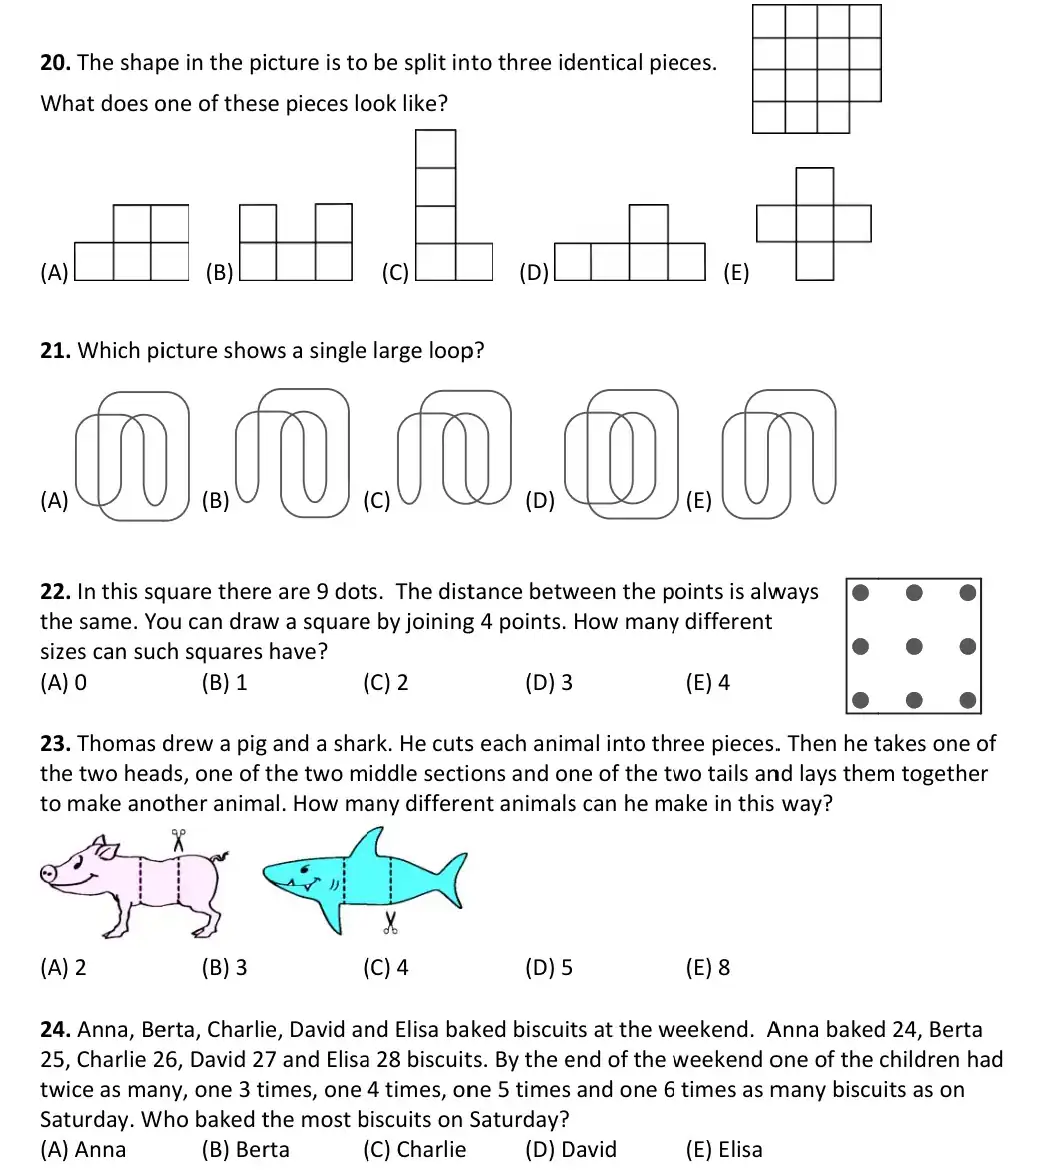 20. The shape in the picture is to be split into three identical pieces.
What does one of these pieces look like?
(A) (B) (C) (D) (E)
21. Which picture shows a single large loop?
(A) (B) (C) (D) (E)
22. In this square there are 9 dots. The distance between the points is always
the same. You can draw a square by joining 4 points. How many different
sizes can such squares have?
(A) 0 (B) 1 (C) 2 (D) 3 (E) 4
23. Thomas drew a pig and a shark. He cuts each animal into three pieces. Then he takes one of
the two heads, one of the two middle sections and one of the two tails and lays them together
to make another animal. How many different animals can he make in this way?
(A) 2 (B) 3 (C) 4 (D) 5 (E) 8
24. Anna, Berta, Charlie, David and Elisa baked biscuits at the weekend. Anna baked 24, Berta
25, Charlie 26, David 27 and Elisa 28 biscuits. By the end of the weekend one of the children had
twice as many, one 3 times, one 4 times, one 5 times and one 6 times as many biscuits as on
Saturday. Who baked the most biscuits on Saturday?
(A) Anna (B) Berta (C) Charlie (D) David (E) Elisa